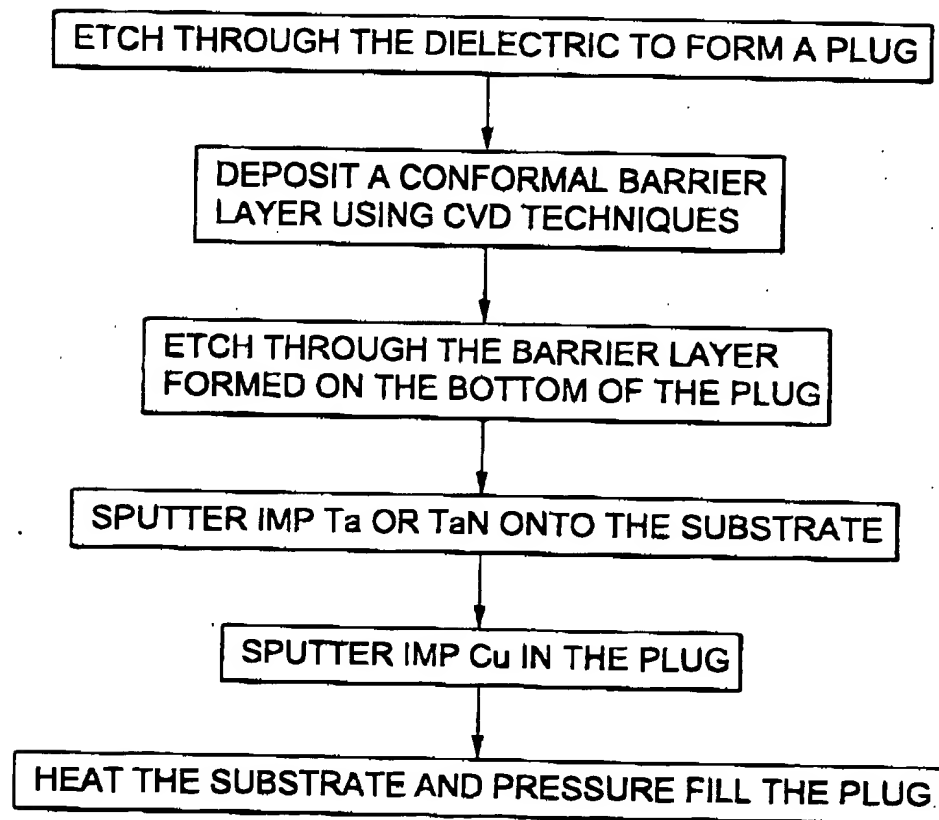 ETCH THROUGH THE DIELECTRIC TO FORM A PLUG
DEPOSIT A CONFORMAL BARRIER
LAYER USING CVD TECHNIQUES
ETCH THROUGH THE BARRIER LAYER
FORMED ON THE BOTTOM OF THE PLUG
SPUTTER IMP Ta OR TaN ONTO THE SUBSTRATE
SPUTTER IMP Cu IN THE PLUG
HEAT THE SUBSTRATE AND PRESSURE FILL THE PLUG